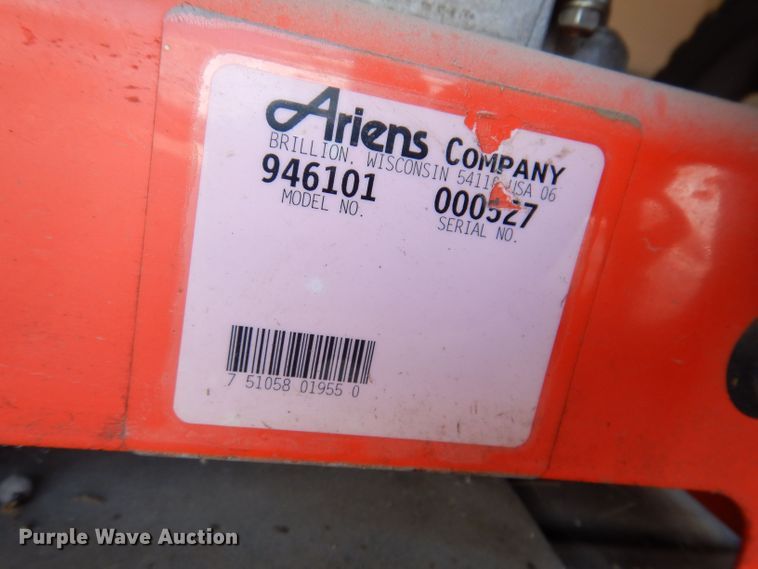 Ariens COMPANY
BRILLION, WISCONSIN 54110 USA 06
946101 000527
MODEL NO. SERIAL NO.
7 51058 01955 0
Purple Wave Auction